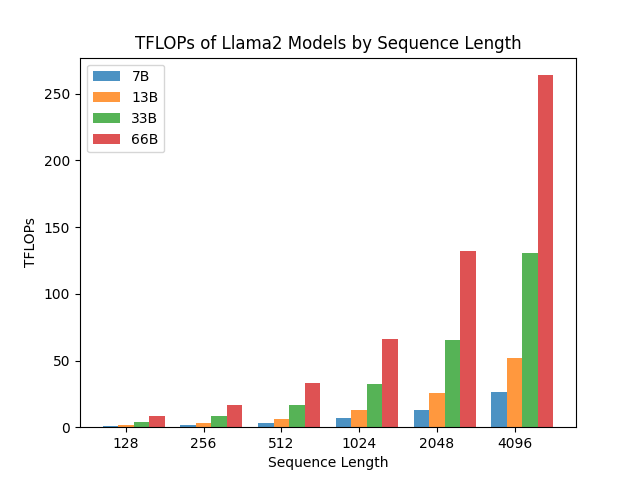 TFLOPs of Llama2 Models by Sequence Length
7B
13B
33B
66B
250
200
150
100
50
0
TFLOPs
128 256 512 1024 2048 4096
Sequence Length